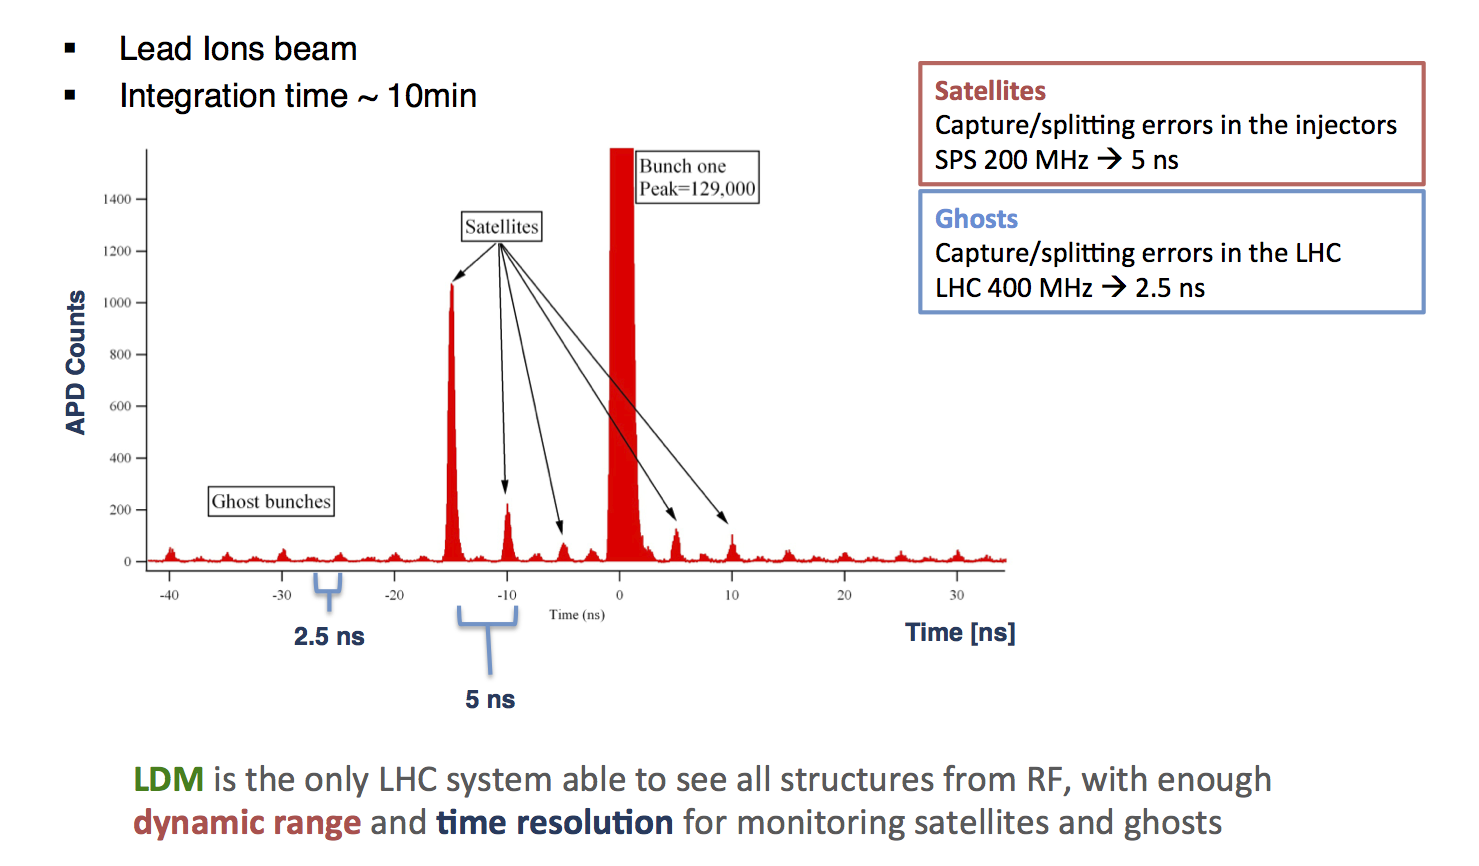 ▪ Lead Ions beam
▪ Integration time ~ 10min
Satellites
Capture/splitting errors in the injectors
SPS 200 MHz → 5 ns
Ghosts
Capture/splitting errors in the LHC
LHC 400 MHz → 2.5 ns
Bunch one
Peak=129,000
Satellites
Ghost bunches
APD Counts
1400
1200
1000
800
600
400
200
0
-40 -30 -20 -10 0 10 20 30
Time (ns)
Time [ns]
2.5 ns
5 ns
LDM is the only LHC system able to see all structures from RF, with enough
dynamic range and time resolution for monitoring satellites and ghosts